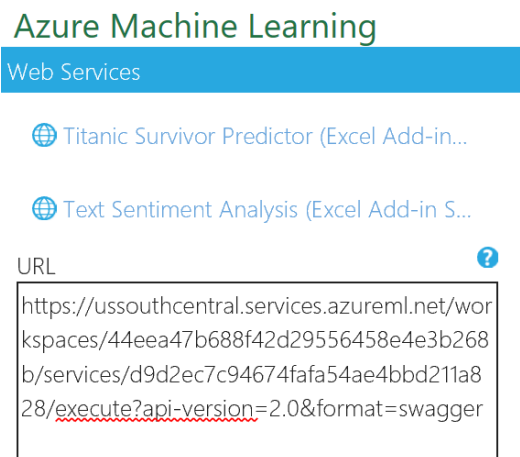 Azure Machine Learning
Web Services
Titanic Survivor Predictor (Excel Add-in...
Text Sentiment Analysis (Excel Add-in S...
URL
?
https://ussouthcentral.services.azureml.net/wor
kspaces/44eea47b688f42d29556458e4e3b268
b/services/d9d2ec7c94674fafa54ae4bbd211a8
28/execute?api-version=2.0&format=swagger